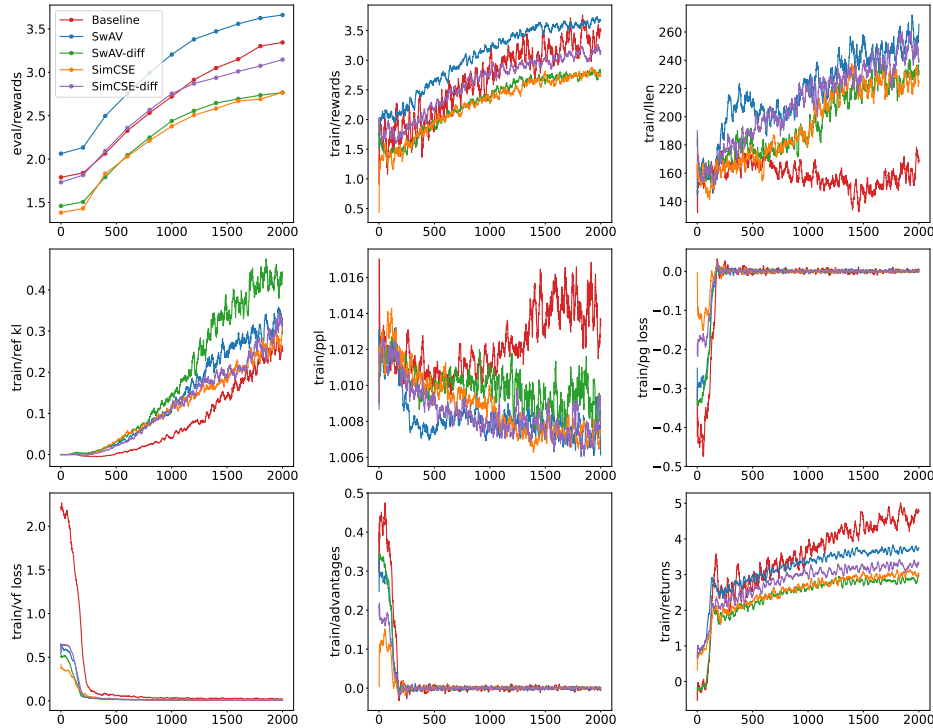 eval/rewards
3.5
3.0
2.5
2.0
1.5
Baseline
SwAV
SwAV-diff
SimCSE
SimCSE-diff
0 500 1000 1500 2000
train/rewards
3.5
3.0
2.5
2.0
1.5
1.0
0.5
0 500 1000 1500 2000
train/llen
260
240
220
200
180
160
140
0 500 1000 1500 2000
train/ref kl
0.4
0.3
0.2
0.1
0.0
0 500 1000 1500 2000
train/ppl
1.016
1.014
1.012
1.010
1.008
1.006
0 500 1000 1500 2000
train/pg loss
0.0
−0.1
−0.2
−0.3
−0.4
−0.5
0 500 1000 1500 2000
train/vf loss
2.0
1.5
1.0
0.5
0.0
0 500 1000 1500 2000
train/advantages
0.5
0.4
0.3
0.2
0.1
0.0
0 500 1000 1500 2000
train/returns
5
4
3
2
1
0
0 500 1000 1500 2000